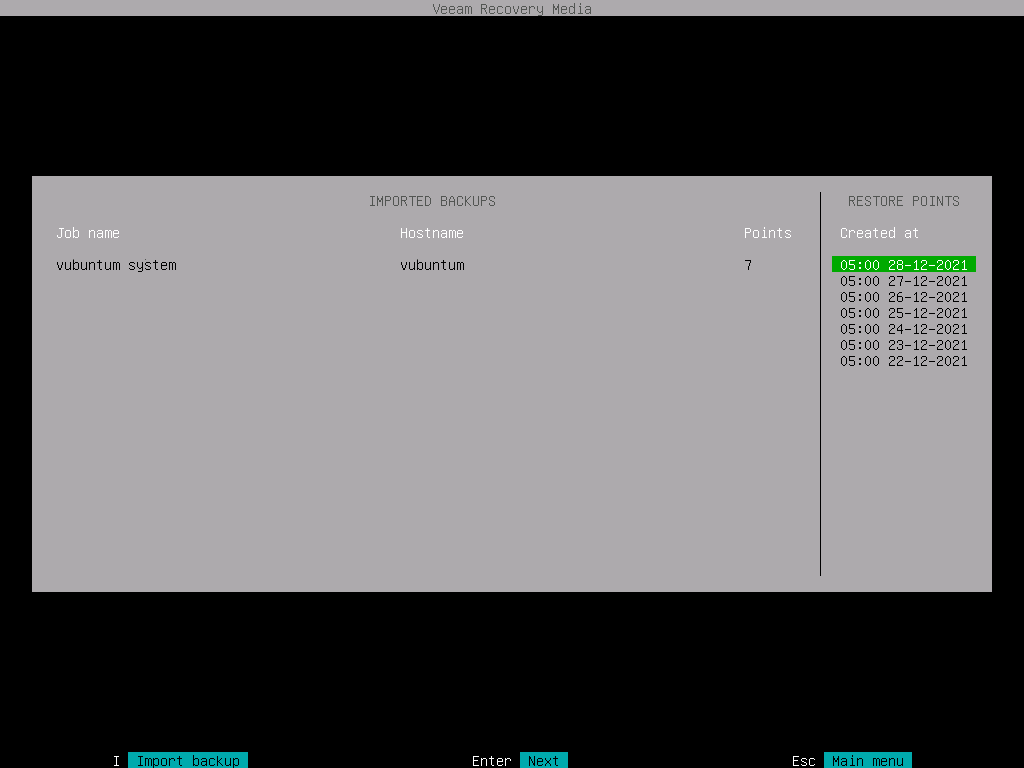 Veeam Recovery Media
IMPORTED BACKUPS
Job name Hostname Points
vubuntum system vubuntum 7
RESTORE POINTS
Created at
05:00 28-12-2021
05:00 27-12-2021
05:00 26-12-2021
05:00 25-12-2021
05:00 24-12-2021
05:00 23-12-2021
05:00 22-12-2021
I Import backup Enter Next Esc Main menu